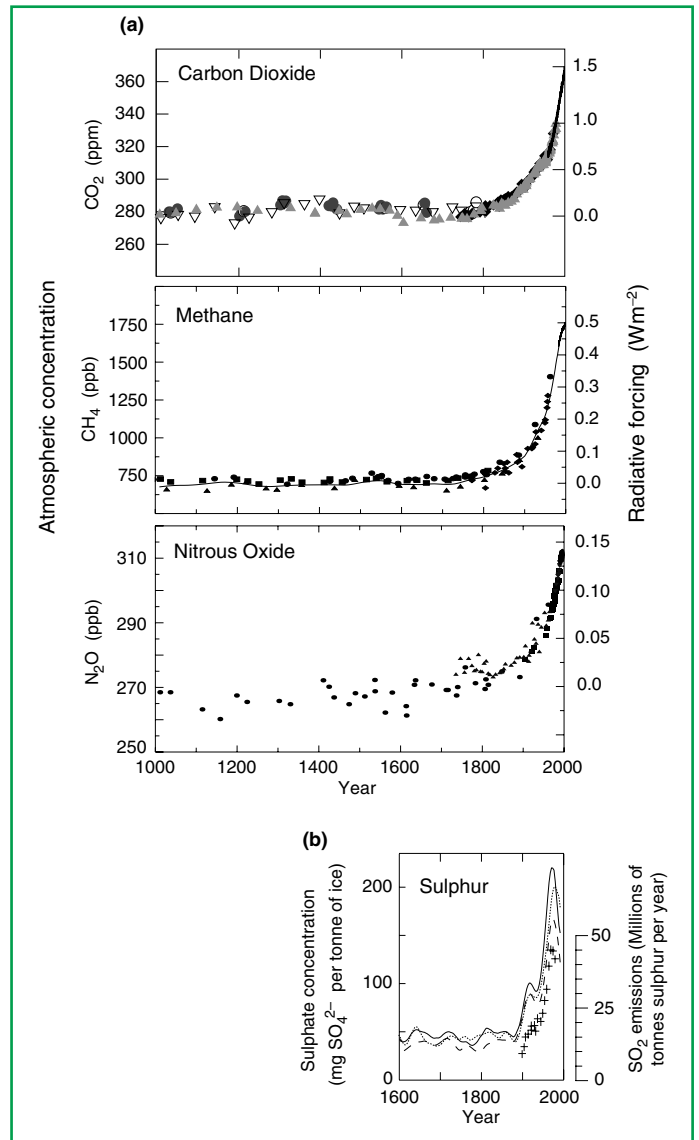 (a)
Carbon Dioxide
360
340
320
300
280
260
CO₂ (ppm)
1.5
1.0
0.5
0.0
Methane
1750
1500
1250
1000
750
CH₄ (ppb)
0.5
0.4
0.3
0.2
0.1
0.0
Atmospheric concentration
Radiative forcing (Wm⁻²)
Nitrous Oxide
310
290
270
250
N₂O (ppb)
0.15
0.10
0.05
0.0
1000 1200 1400 1600 1800 2000
Year
(b)
Sulphur
200
100
0
Sulphate concentration
(mg SO₄²⁻ per tonne of ice)
50
25
0
SO₂ emissions (Millions of
tonnes sulphur per year)
1600 1800 2000
Year